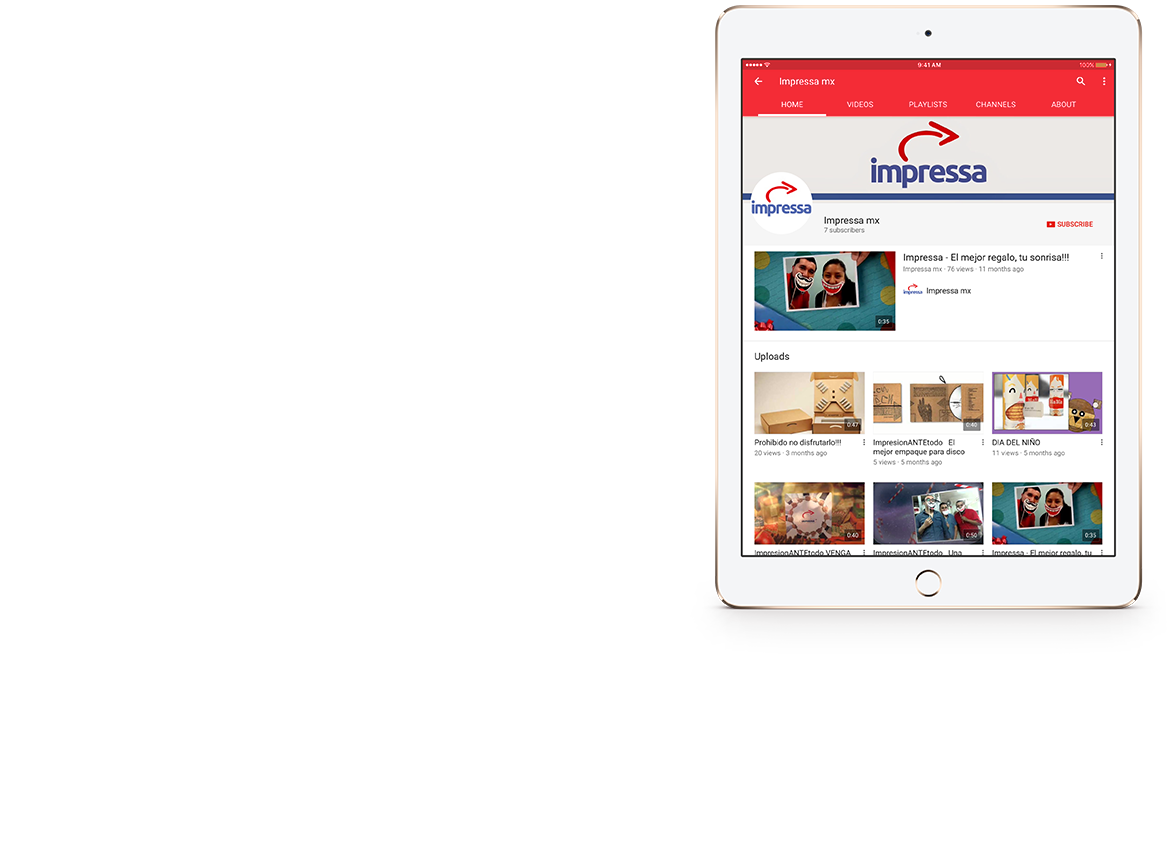 9:41 AM
100%
Impressa mx
HOME
VIDEOS
PLAYLISTS
CHANNELS
ABOUT
impressa
impressa
Impressa mx
7 subscribers
SUBSCRIBE
Impressa - El mejor regalo, tu sonrisa!!!
Impressa mx · 76 views · 11 months ago
impressa
Impressa mx
0:35
Uploads
0:47
0:40
0:43
Prohibido no disfrutarlo!!!
20 views · 3 months ago
ImpresionANTEtodo El
mejor empaque para disco
5 views · 5 months ago
DIA DEL NIÑO
11 views · 5 months ago
impressa
0:40
0:50
0:35
ImpresionANTEtodo VENGA
ImpresionANTEtodo Una
Impressa - El mejor regalo, tu